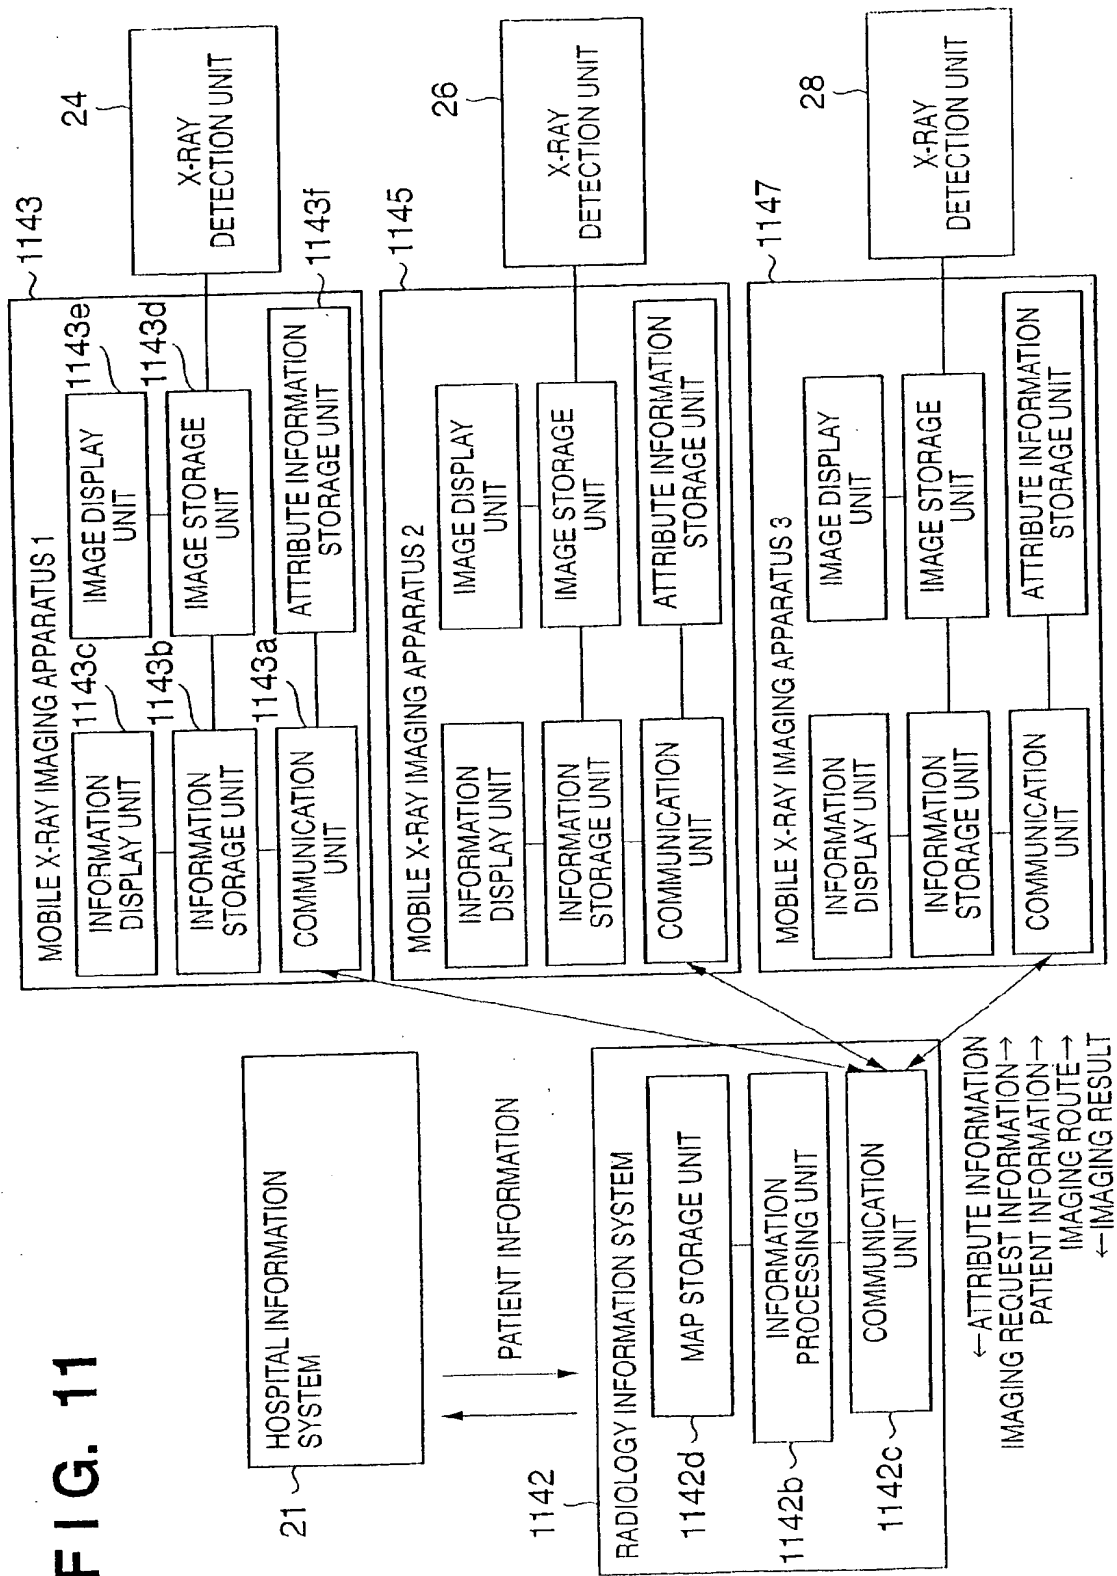 FIG. 11
HOSPITAL INFORMATION
SYSTEM
21
PATIENT INFORMATION
1142
RADIOLOGY INFORMATION SYSTEM
MAP STORAGE UNIT
1142d
INFORMATION
PROCESSING UNIT
1142b
COMMUNICATION
UNIT
1142c
←ATTRIBUTE INFORMATION
IMAGING REQUEST INFORMATION→
PATIENT INFORMATION→
IMAGING ROUTE→
←IMAGING RESULT
1143
MOBILE X-RAY IMAGING APPARATUS 1
1143c
INFORMATION
DISPLAY UNIT
1143b
INFORMATION
STORAGE UNIT
1143a
COMMUNICATION
UNIT
1143e
IMAGE DISPLAY
UNIT
1143d
IMAGE STORAGE
UNIT
1143f
ATTRIBUTE INFORMATION
STORAGE UNIT
24
X-RAY
DETECTION UNIT
1145
MOBILE X-RAY IMAGING APPARATUS 2
INFORMATION
DISPLAY UNIT
INFORMATION
STORAGE UNIT
COMMUNICATION
UNIT
IMAGE DISPLAY
UNIT
IMAGE STORAGE
UNIT
ATTRIBUTE INFORMATION
STORAGE UNIT
26
X-RAY
DETECTION UNIT
1147
MOBILE X-RAY IMAGING APPARATUS 3
INFORMATION
DISPLAY UNIT
INFORMATION
STORAGE UNIT
COMMUNICATION
UNIT
IMAGE DISPLAY
UNIT
IMAGE STORAGE
UNIT
ATTRIBUTE INFORMATION
STORAGE UNIT
28
X-RAY
DETECTION UNIT